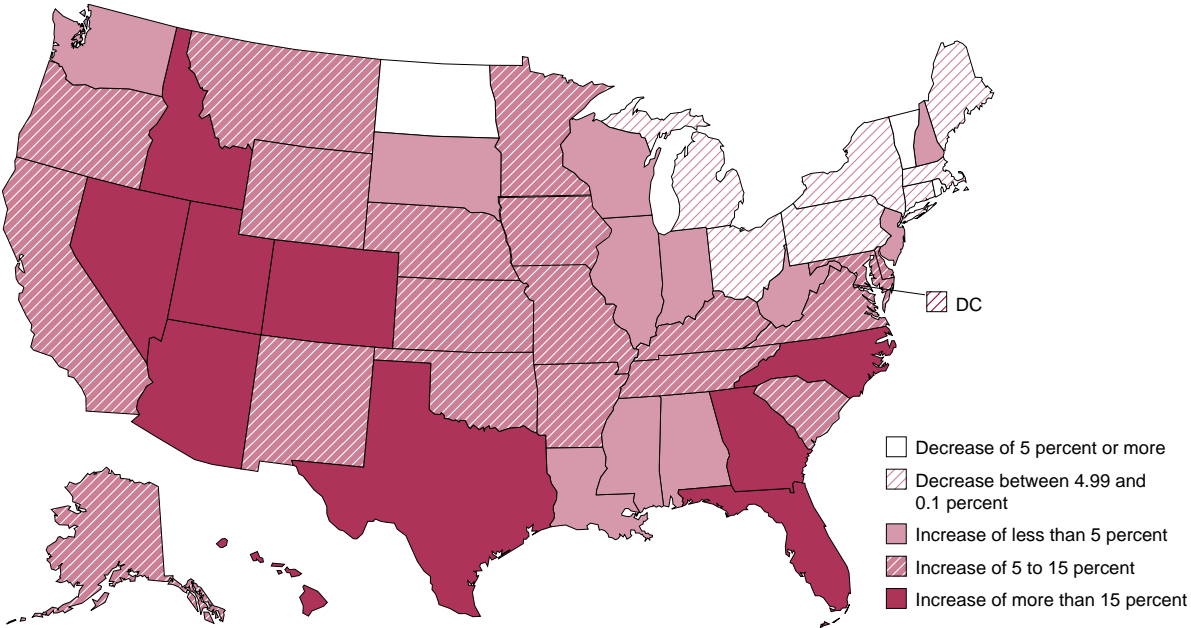 DC
Decrease of 5 percent or more
Decrease between 4.99 and
0.1 percent
Increase of less than 5 percent
Increase of 5 to 15 percent
Increase of more than 15 percent